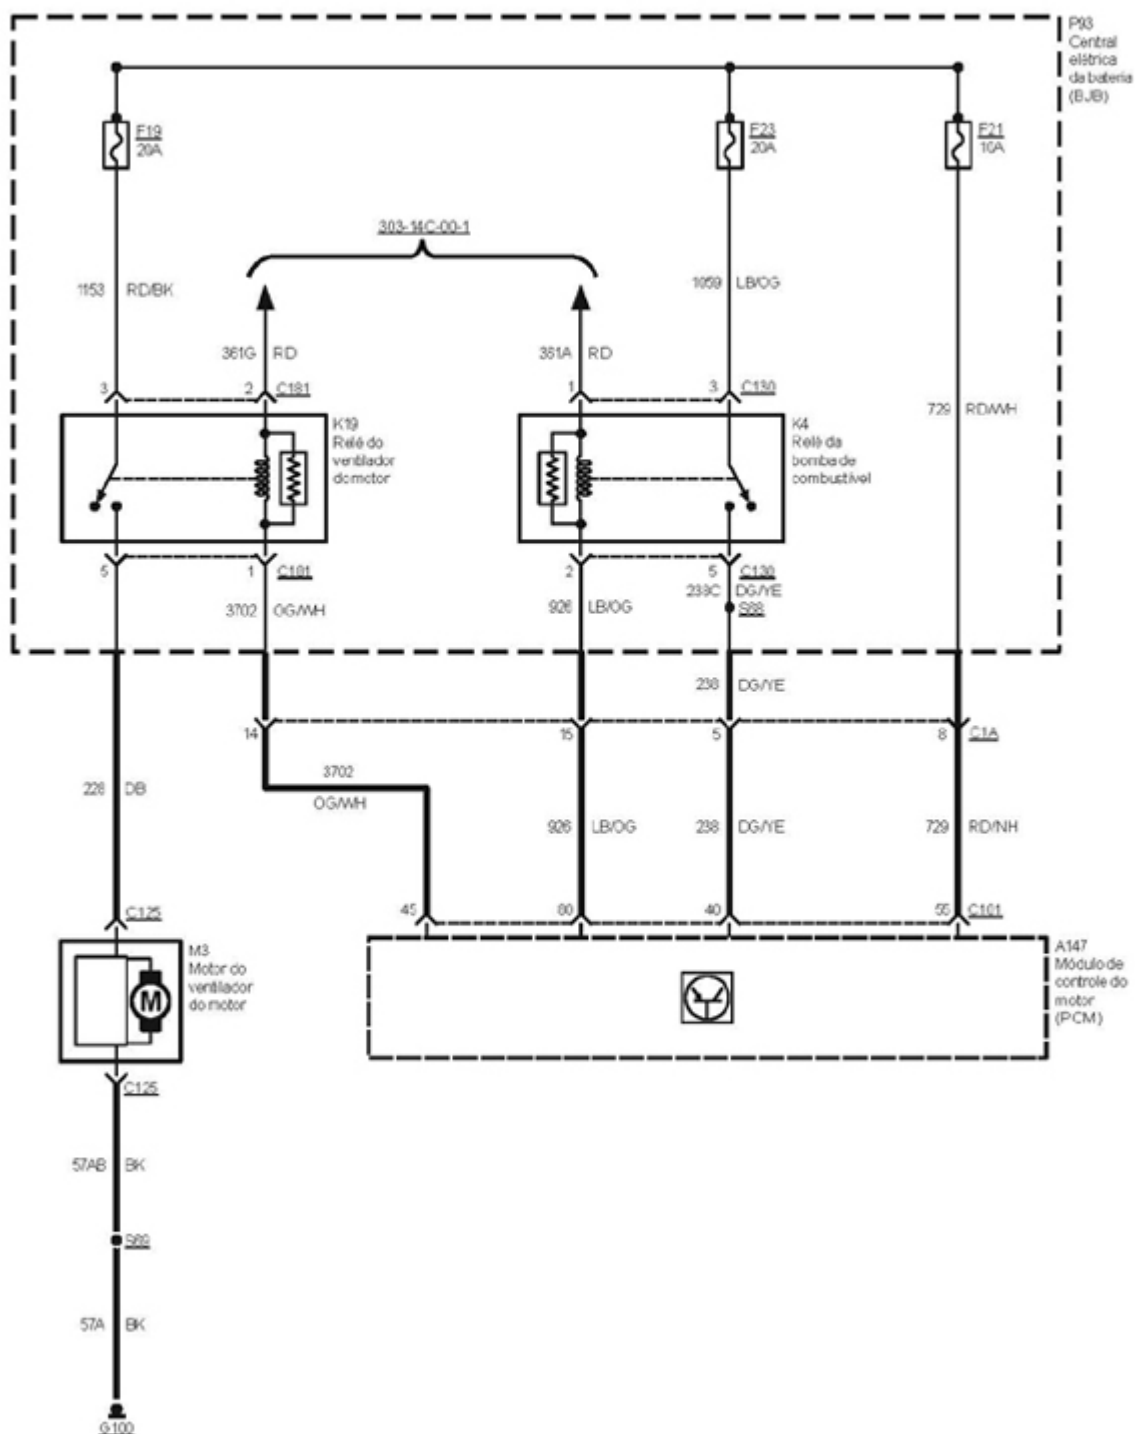 P93
Central
elétrica
da bateria
(BJB)
F19
20A
F23
20A
F21
10A
303-14C-00-1
1153 RD/BK
1059 LB/OG
361G RD
361A RD
3 2 C181
1 3 C130
729 RD/WH
K19
Relé do
ventilador
do motor
K4
Relé da
bomba de
combustível
5 1 C181
2 5 C130
238C DG/YE
S68
3702 OG/WH
926 LB/OG
238 DG/YE
14 15 5 8 C1A
3702
OG/WH
228 DB
926 LB/OG
238 DG/YE
729 RD/NH
C125
45 80 40 55 C101
M3
Motor do
ventilador
do motor
M
A147
Módulo de
controle do
motor
(PCM)
C125
57AB BK
S69
57A BK
G100